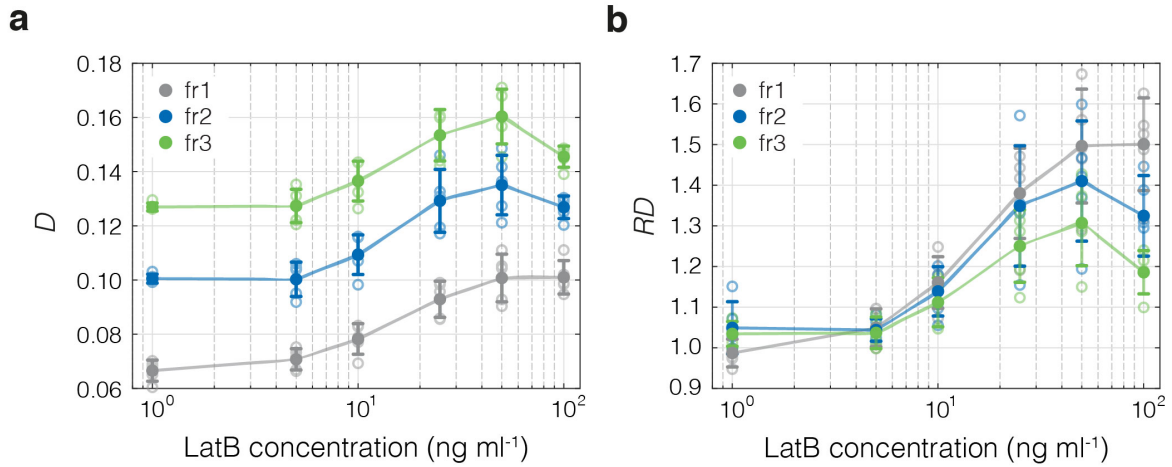 a
0.18
0.16
0.14
0.12
0.10
0.08
0.06
D
fr1
fr2
fr3
10⁰
10¹
10²
LatB concentration (ng ml⁻¹)
b
1.7
1.6
1.5
1.4
1.3
1.2
1.1
1.0
0.9
RD
fr1
fr2
fr3
10⁰
10¹
10²
LatB concentration (ng ml⁻¹)